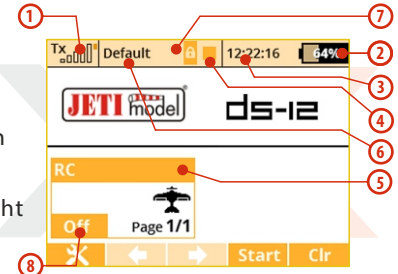 1
7
Tx Default 12:22:16 64%
2
3
4
JETI model ds-12
6
n
RC
5
ht
Off Page 1/1
Start Clr
8